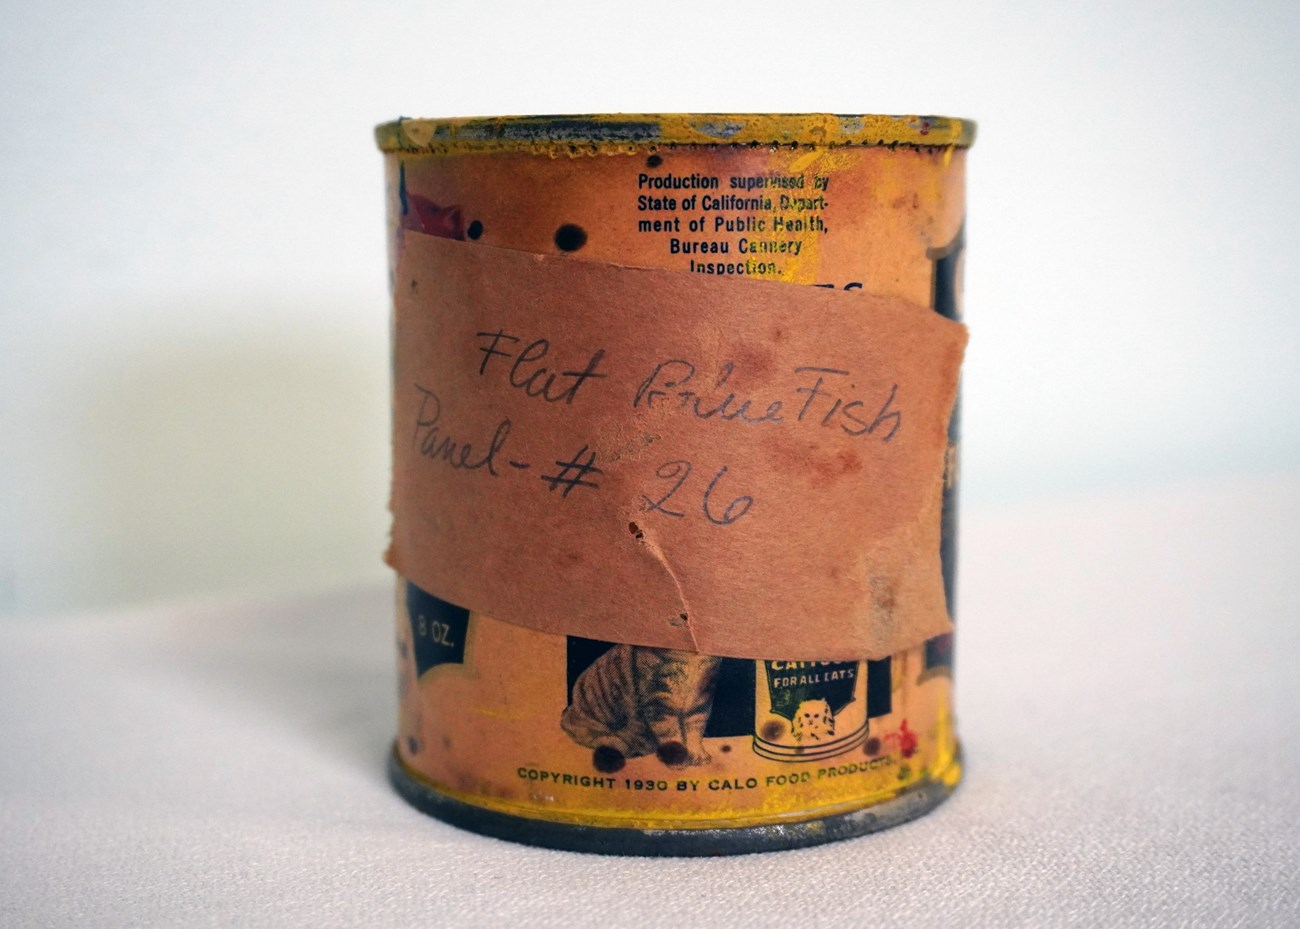 Production supervised by
State of California, Depart-
ment of Public Health,
Bureau Cannery
Inspection.
Flat Fish
Panel- # 26
8 OZ.
FOR ALL CATS
COPYRIGHT 1930 BY CALO FOOD PRODUCTS.